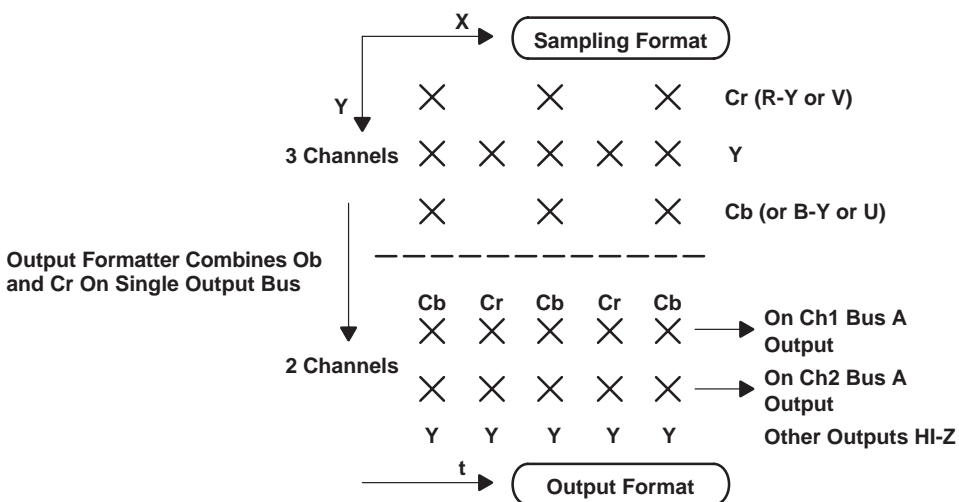 X
Sampling Format
Y
Cr (R-Y or V)
3 Channels
Y
Cb (or B-Y or U)
Output Formatter Combines Ob
and Cr On Single Output Bus
Cb Cr Cb Cr Cb
On Ch1 Bus A
Output
2 Channels
On Ch2 Bus A
Output
Y Y Y Y Y
Other Outputs HI-Z
t
Output Format